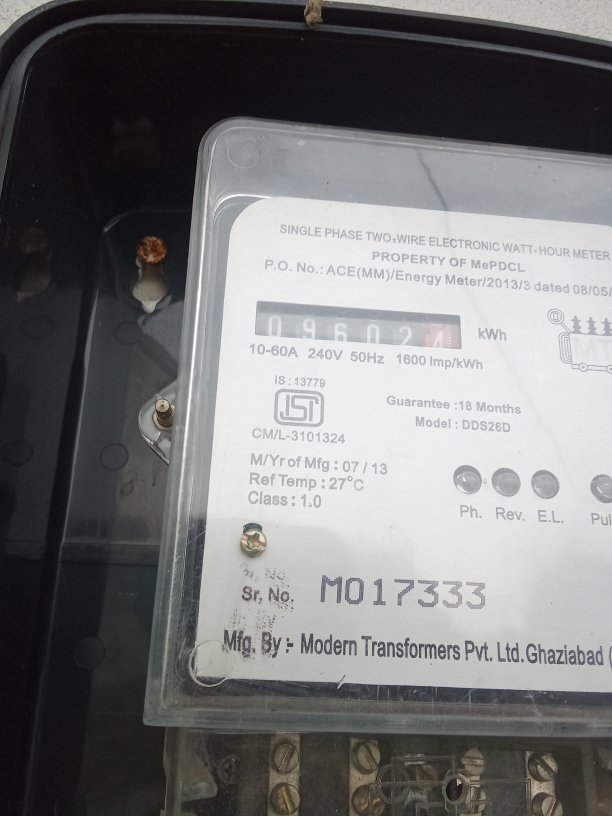 SINGLE PHASE TWO-WIRE ELECTRONIC WATT-HOUR METER
PROPERTY OF MePDCL
P.O. No.: ACE(MM)/Energy Meter/2013/3 dated 08/05/
096024 kWh
10-60A 240V 50Hz 1600 Imp/kWh
IS : 13779
ISI
CM/L-3101324
Guarantee :18 Months
Model : DDS26D
M/Yr of Mfg : 07 / 13
Ref Temp : 27°C
Class : 1.0
Ph. Rev. E.L. Pul
Sr. No. M017333
Mfg. By :- Modern Transformers Pvt. Ltd. Ghaziabad (